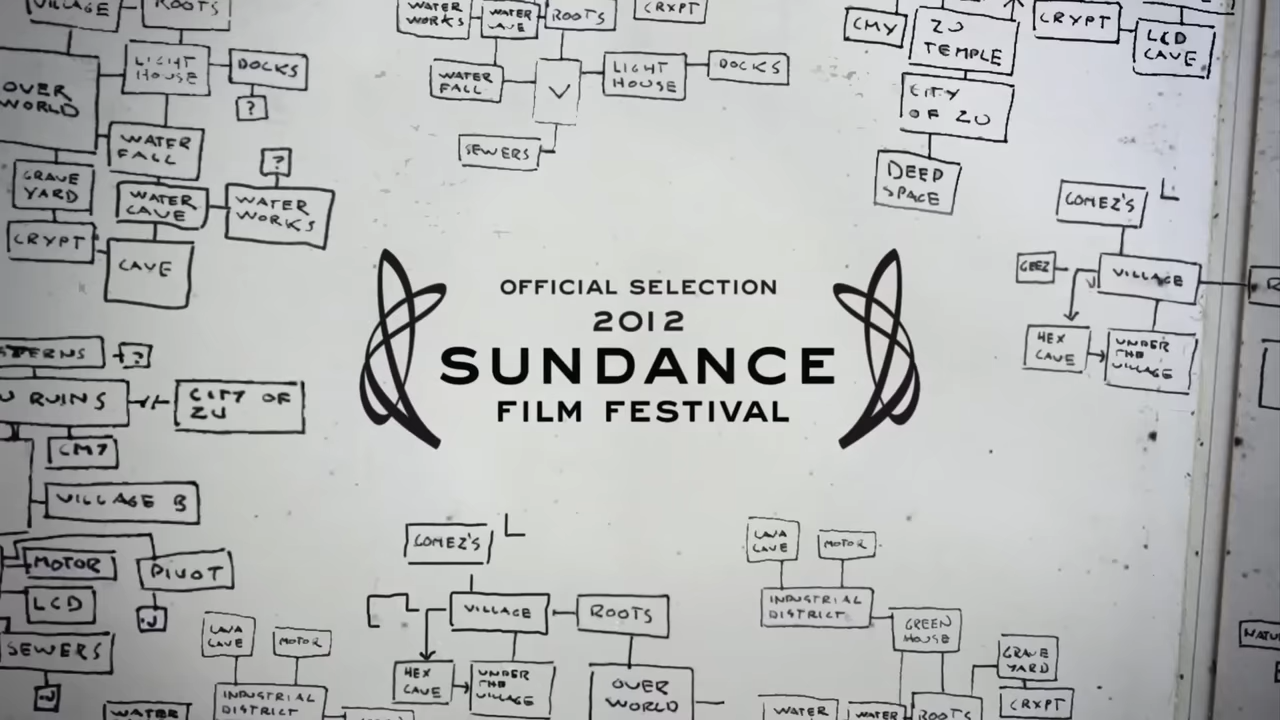 VILLAGE
ROOTS
LIGHT
HOUSE
DOCKS
?
OVER
WORLD
WATER
FALL
GRAVE
YARD
WATER
CAVE
?
WATER
WORKS
CRYPT
CAVE
WATER
WORKS
WATER
CAVE
ROOTS
CRYPT
WATER
FALL
V
LIGHT
HOUSE
DOCKS
SEWERS
CMY
ZU
TEMPLE
CRYPT
LCD
CAVE
CITY
OF ZU
DEEP
SPACE
GOMEZ'S
GEEZ
VILLAGE
HEX
CAVE
UNDER
THE
VILLAGE
OFFICIAL SELECTION
2012
SUNDANCE
FILM FESTIVAL
?
RUINS
CITY OF
ZU
VILLAGE B
MOTOR
PIVOT
LCD
SEWERS
LAVA
CAVE
MOTOR
INDUSTRIAL
DISTRICT
WATER
GOMEZ'S
VILLAGE
ROOTS
HEX
CAVE
UNDER
THE
VILLAGE
OVER
WORLD
LAVA
CAVE
MOTOR
INDUSTRIAL
DISTRICT
GREEN
HOUSE
GRAVE
YARD
CRYPT
WATER
WATER
ROOTS